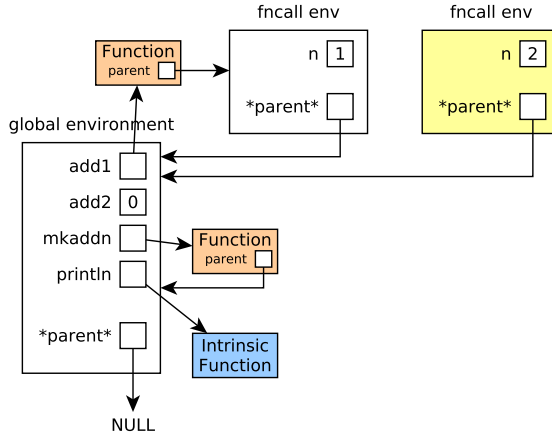 fncall env
fncall env
Function
parent
n 1
n 2
*parent*
*parent*
global environment
add1
add2 0
mkaddn
Function
parent
println
*parent*
Intrinsic
Function
NULL